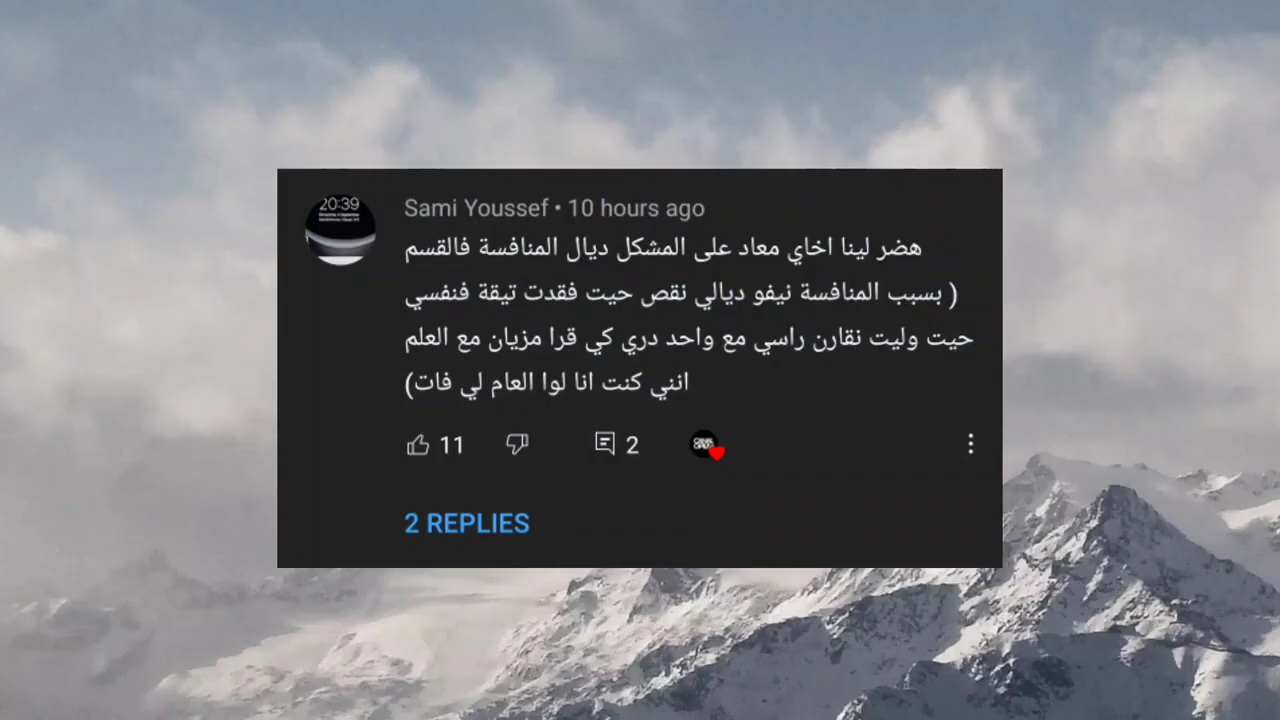 20:39
Sami Youssef • 10 hours ago
هضر لينا اخاي معاد على المشكل ديال المنافسة فالقسم
( بسبب المنافسة نيفو ديالي نقص حيت فقدت تيقة فنفسي
حيت وليت نقارن راسي مع واحد دري كي قرا مزيان مع العلم
انني كنت انا لوا العام لي فات)
11
2
2 REPLIES